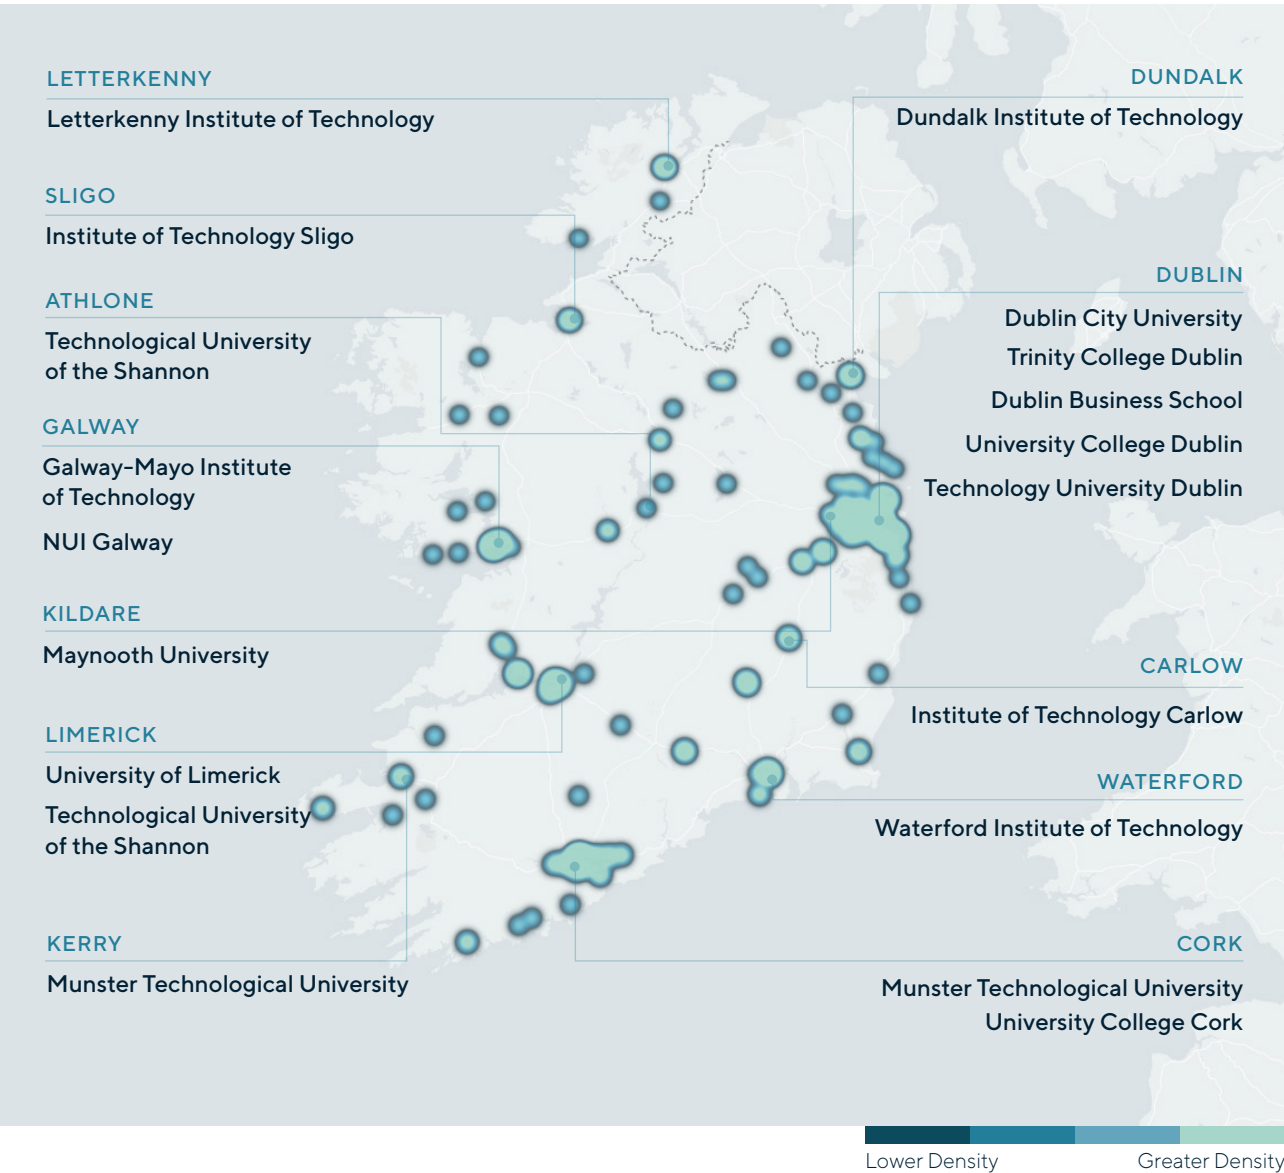 LETTERKENNY
Letterkenny Institute of Technology
SLIGO
Institute of Technology Sligo
ATHLONE
Technological University
of the Shannon
GALWAY
Galway-Mayo Institute
of Technology
NUI Galway
KILDARE
Maynooth University
LIMERICK
University of Limerick
Technological University
of the Shannon
KERRY
Munster Technological University
DUNDALK
Dundalk Institute of Technology
DUBLIN
Dublin City University
Trinity College Dublin
Dublin Business School
University College Dublin
Technology University Dublin
CARLOW
Institute of Technology Carlow
WATERFORD
Waterford Institute of Technology
CORK
Munster Technological University
University College Cork
Lower Density
Greater Density